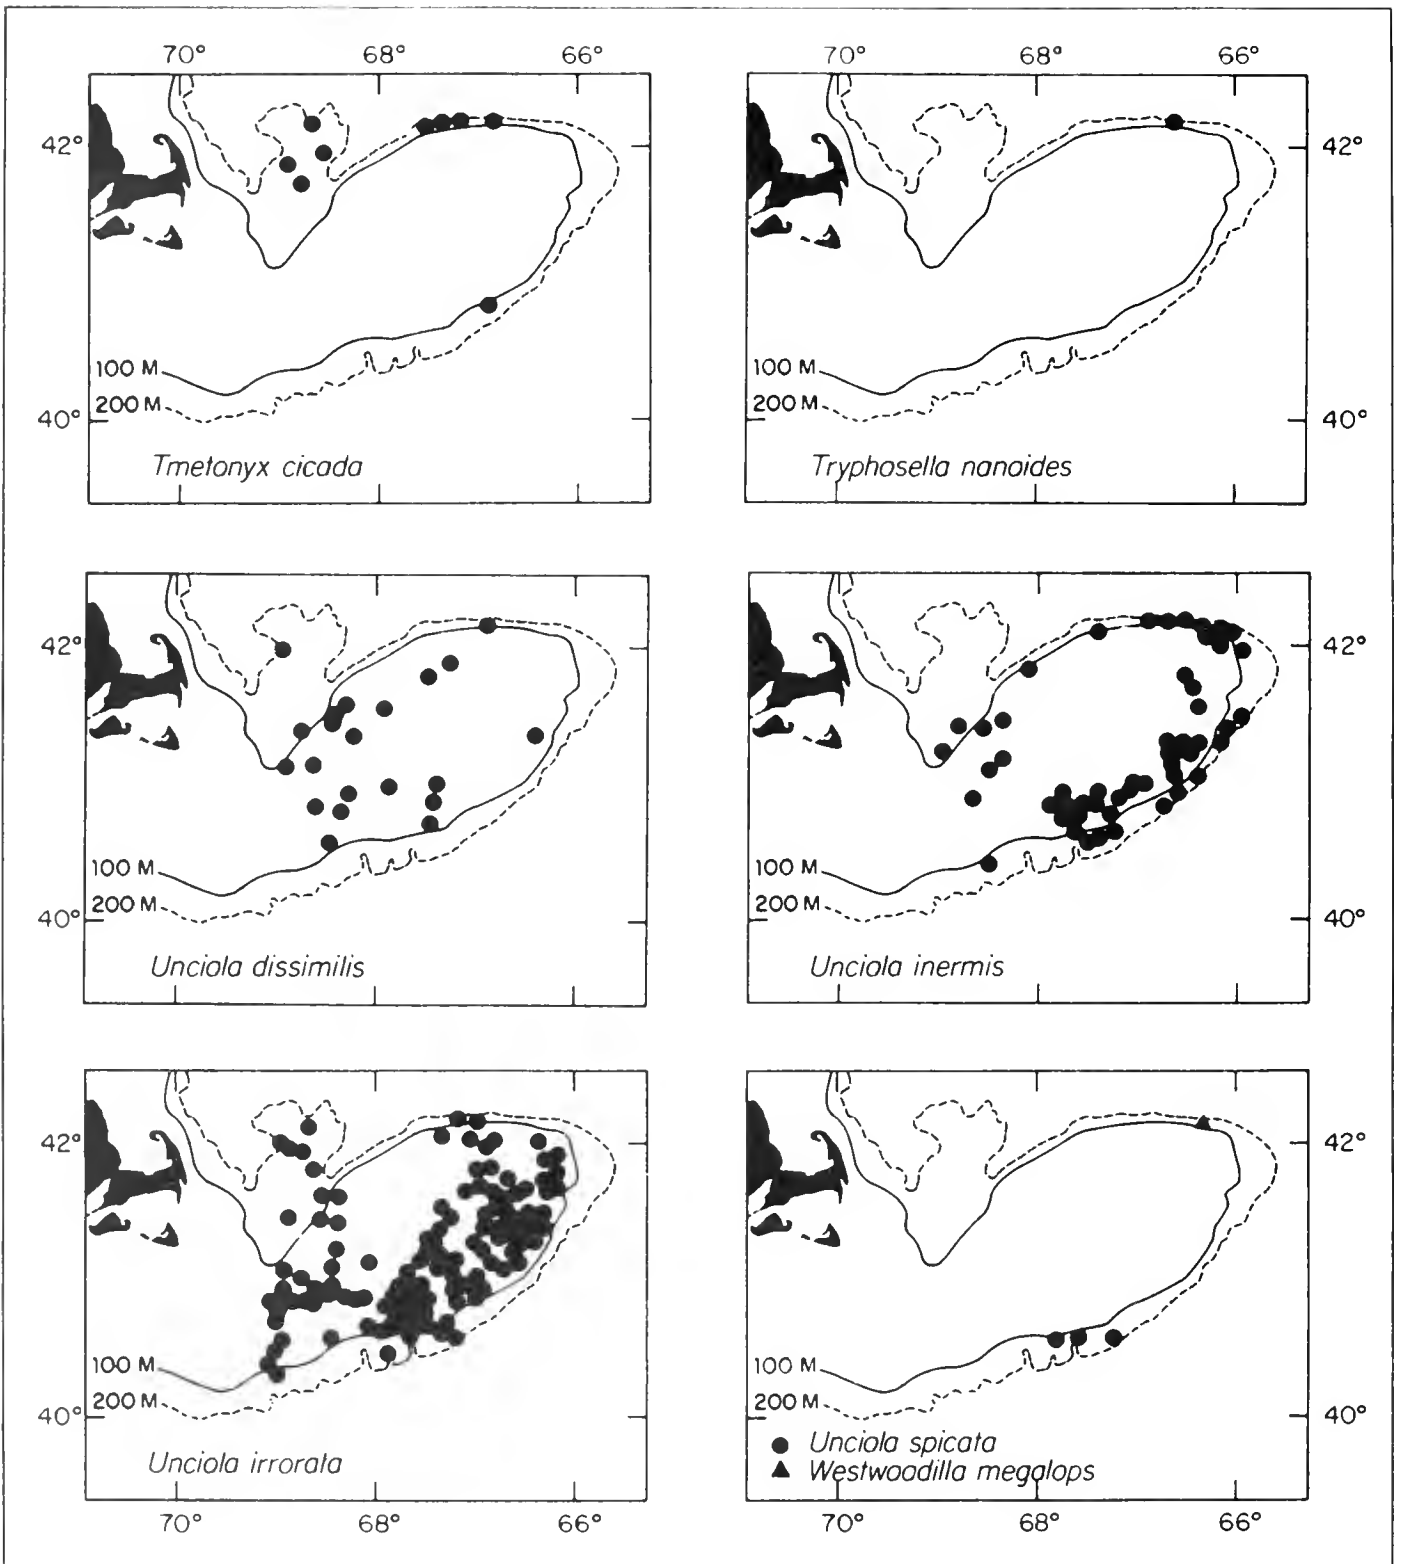 70° 68° 66° 70° 68° 66°
42° 42°
100 M 100 M
200 M 200 M
40° 40°
Tmetonyx cicada Tryphosella nanoides
42° 42°
100 M 100 M
200 M 200 M
40° 40°
Unciola dissimilis Unciola inermis
42° 42°
100 M 100 M
200 M 200 M
40° 40°
Unciola spicata
Unciola irrorata Westwoodilla megalops
70° 68° 66° 70° 68° 66°